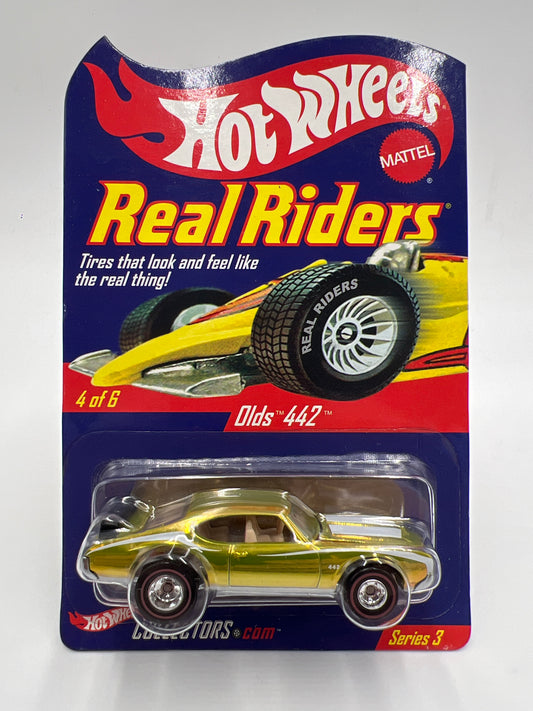 Hot Wheels®
MATTEL
®
Real Riders®
Tires that look and feel like
the real thing!
REAL RIDERS
4 of 6
Olds™ 442™
442
Hot Wheels
COLLECTORS.com™
Series 3